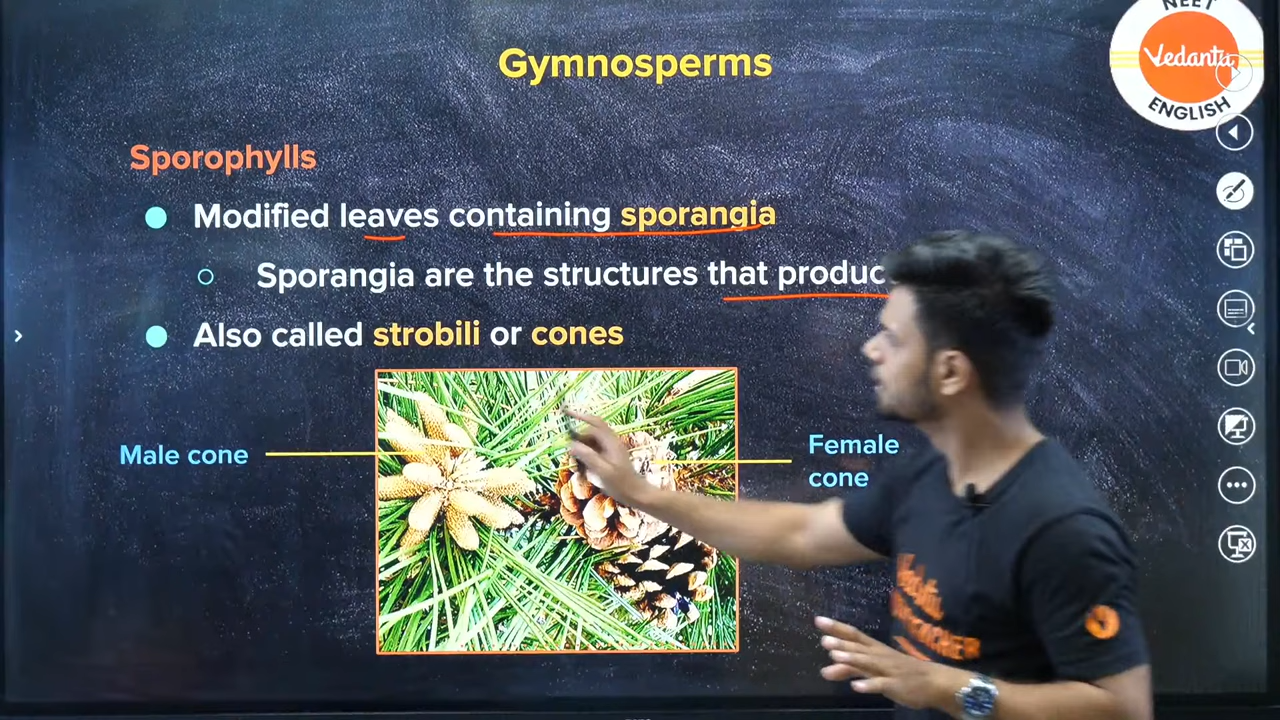 NEET
Vedantu
ENGLISH
Gymnosperms
Sporophylls
Modified leaves containing sporangia
Sporangia are the structures that
Also called strobili or cones
Male cone
Female
cone